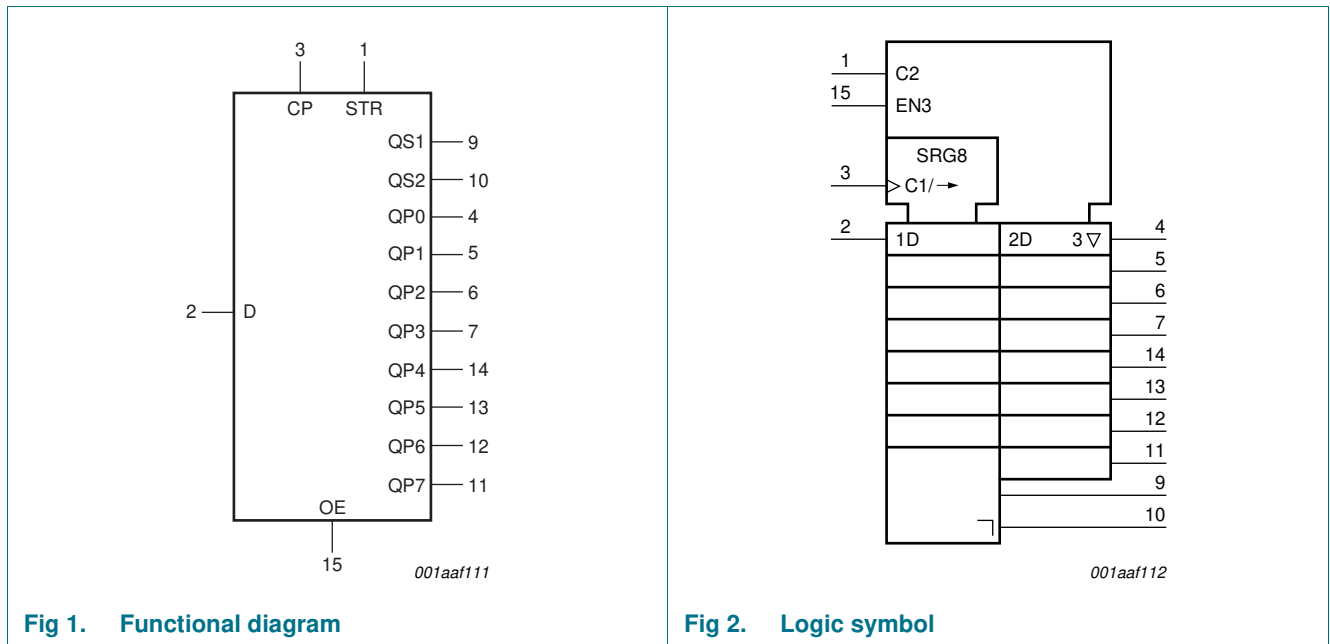 3 1
CP STR
QS1 9
QS2 10
QP0 4
QP1 5
QP2 6
2 D
QP3 7
QP4 14
QP5 13
QP6 12
QP7 11
OE
15
001aaf111
Fig 1. Functional diagram
1 C2
15 EN3
SRG8
3 C1/→
2 1D 2D 3 ▽ 4
5
6
7
14
13
12
11
9
10
001aaf112
Fig 2. Logic symbol